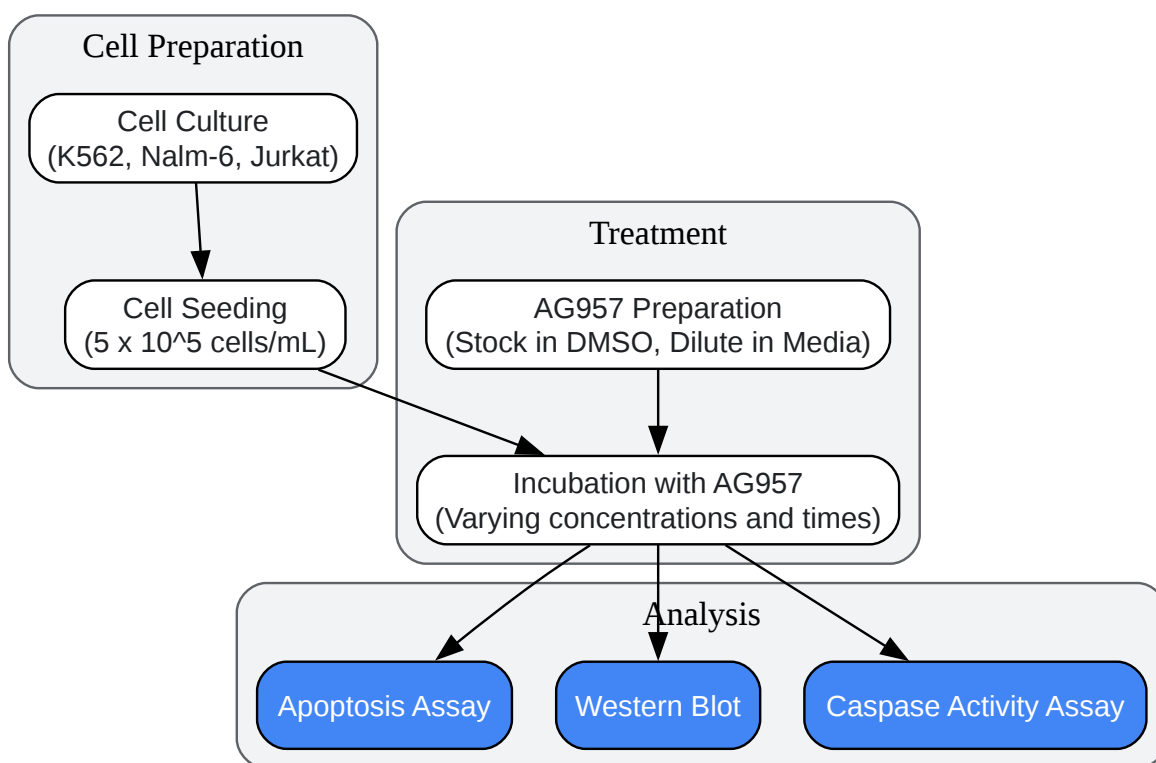 Cell Preparation
Cell Culture
(K562, Nalm-6, Jurkat)
Cell Seeding
(5 x 10^5 cells/mL)
Treatment
AG957 Preparation
(Stock in DMSO, Dilute in Media)
Incubation with AG957
(Varying concentrations and times)
Analysis
Apoptosis Assay
Western Blot
Caspase Activity Assay